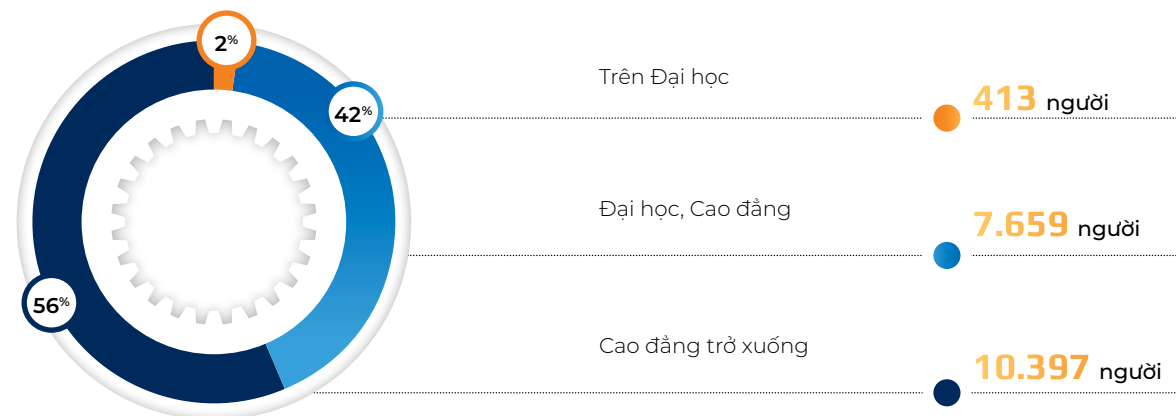 2%
42%
56%
Trên Đại học
413 người
Đại học, Cao đẳng
7.659 người
Cao đẳng trở xuống
10.397 người